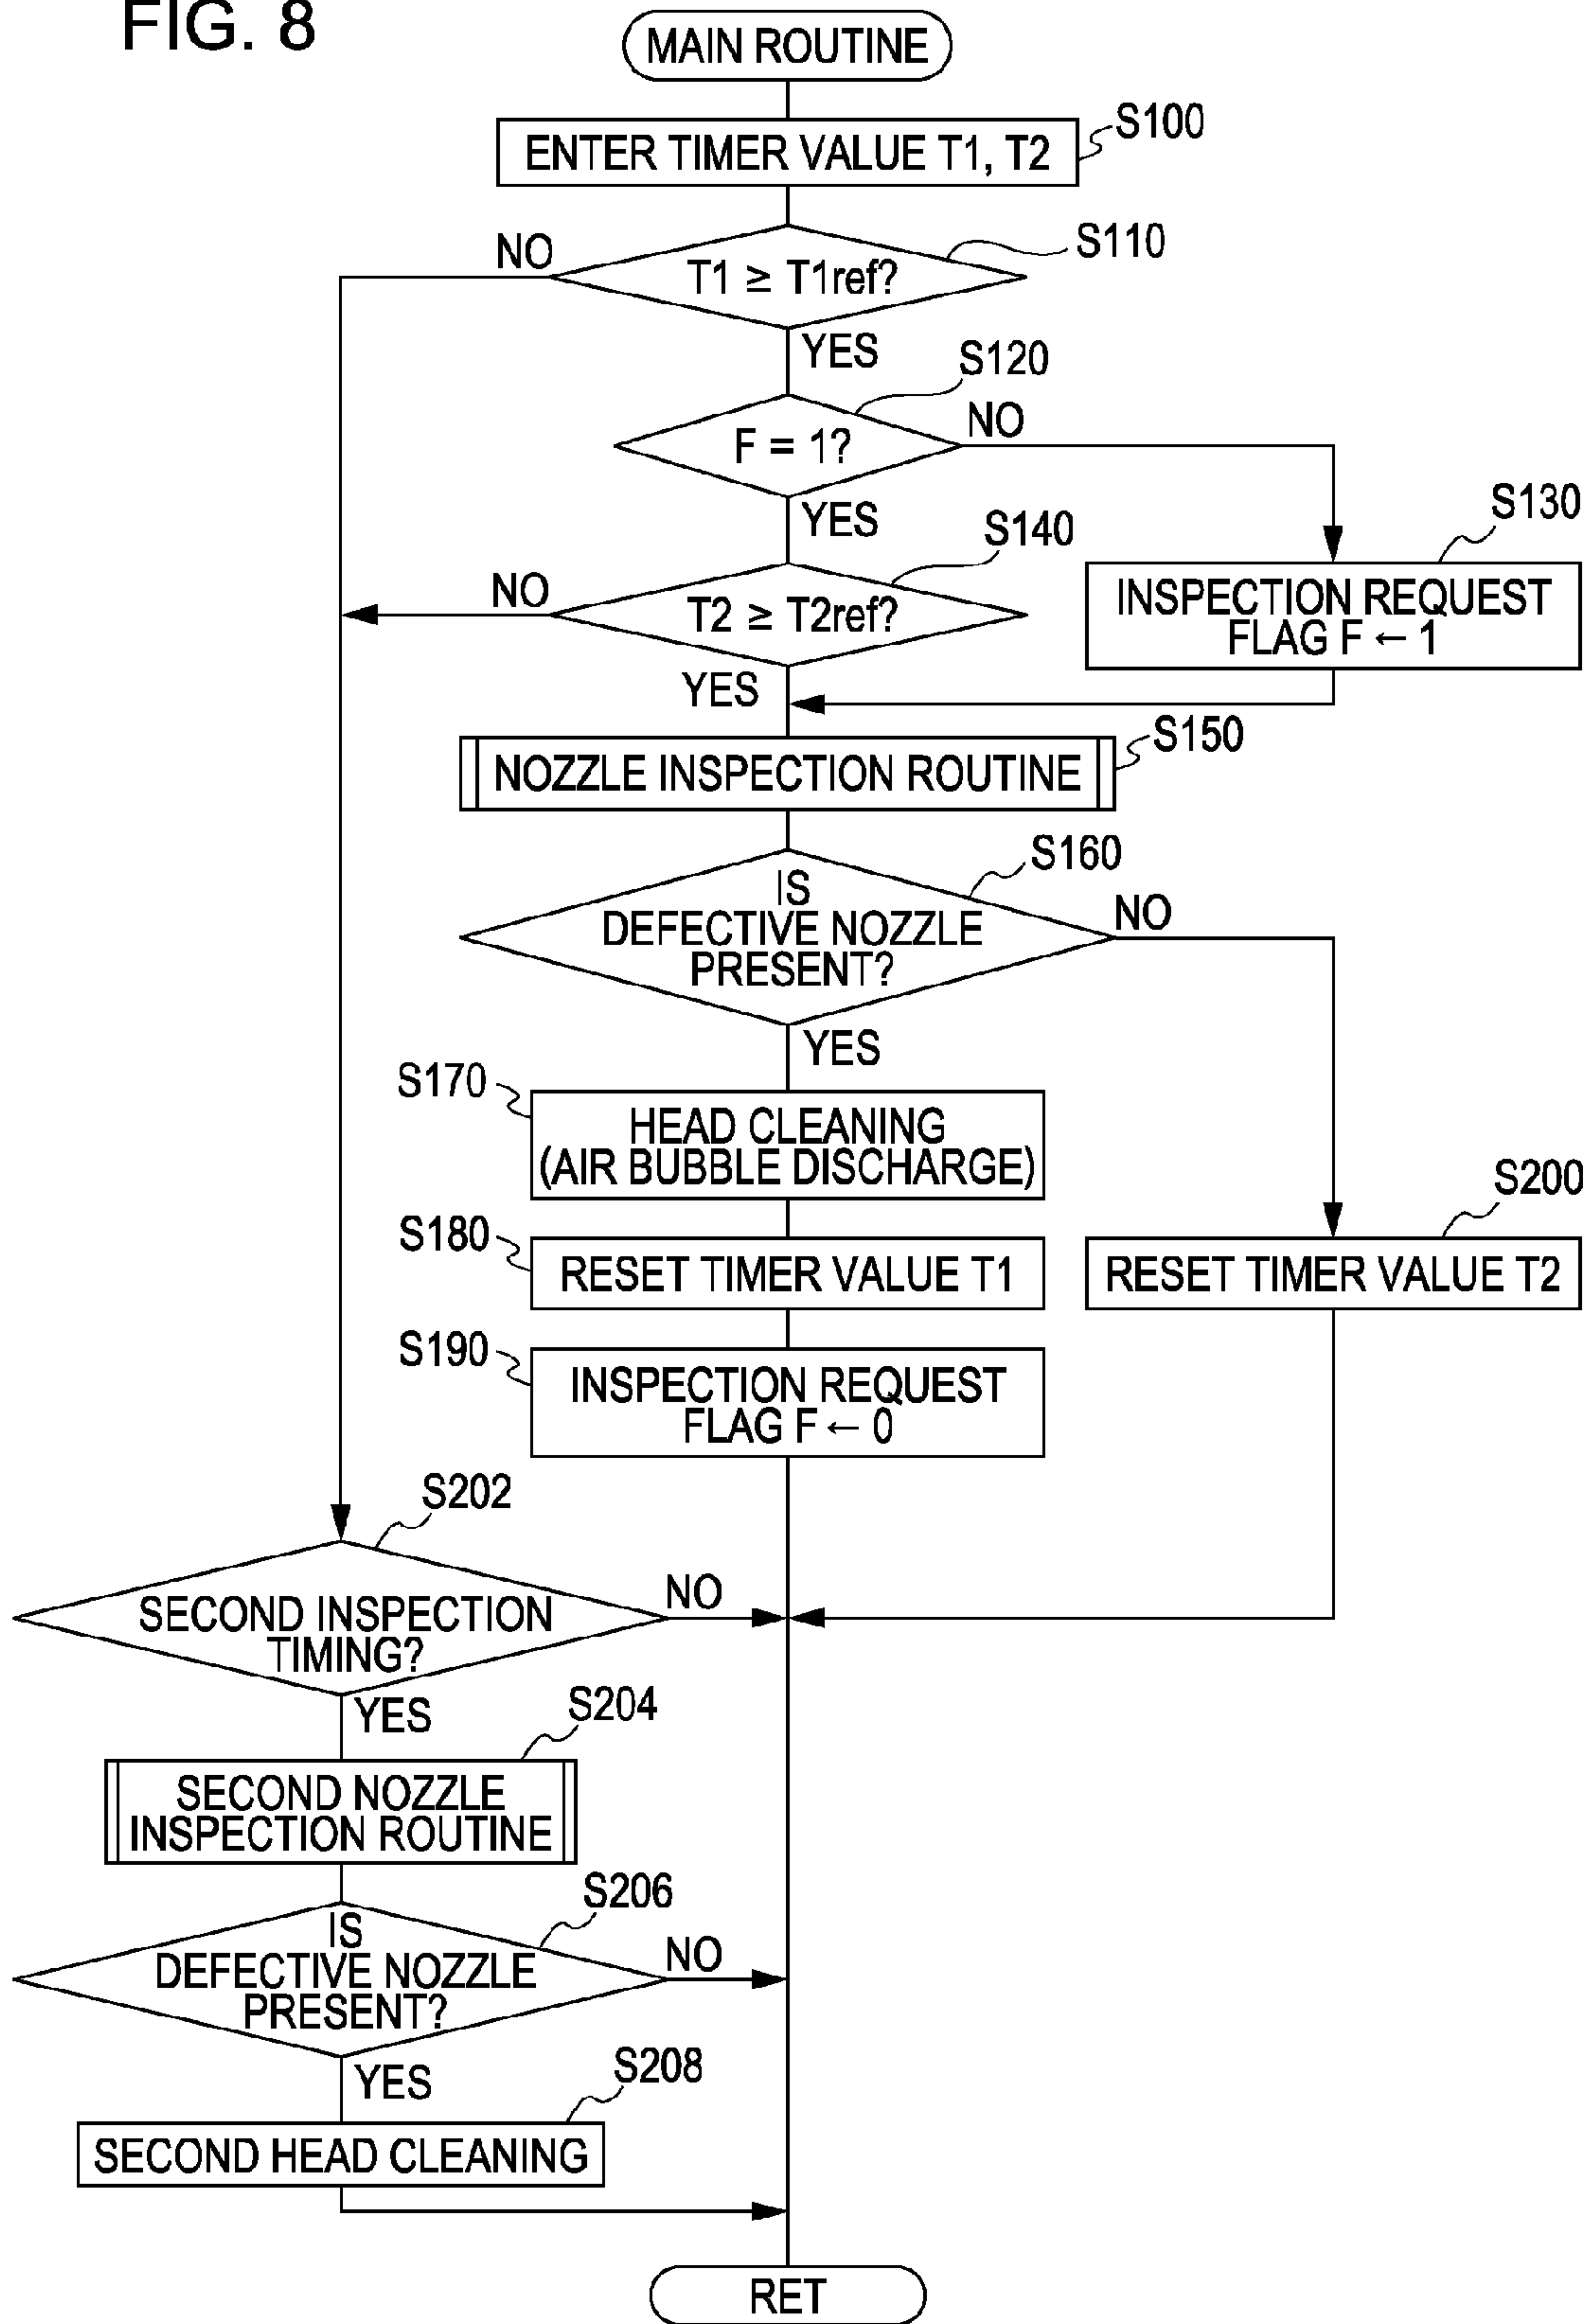 FIG. 8
MAIN ROUTINE
S100
ENTER TIMER VALUE T1, T2
S110
NO
T1 ≥ T1ref?
YES
S120
NO
F = 1?
YES
S130
S140
INSPECTION REQUEST
FLAG F ← 1
NO
T2 ≥ T2ref?
YES
S150
NOZZLE INSPECTION ROUTINE
S160
IS
DEFECTIVE NOZZLE
PRESENT?
NO
YES
S170
HEAD CLEANING
(AIR BUBBLE DISCHARGE)
S180
RESET TIMER VALUE T1
S200
RESET TIMER VALUE T2
S190
INSPECTION REQUEST
FLAG F ← 0
S202
SECOND INSPECTION
TIMING?
NO
YES
S204
SECOND NOZZLE
INSPECTION ROUTINE
S206
IS
DEFECTIVE NOZZLE
PRESENT?
NO
YES
S208
SECOND HEAD CLEANING
RET